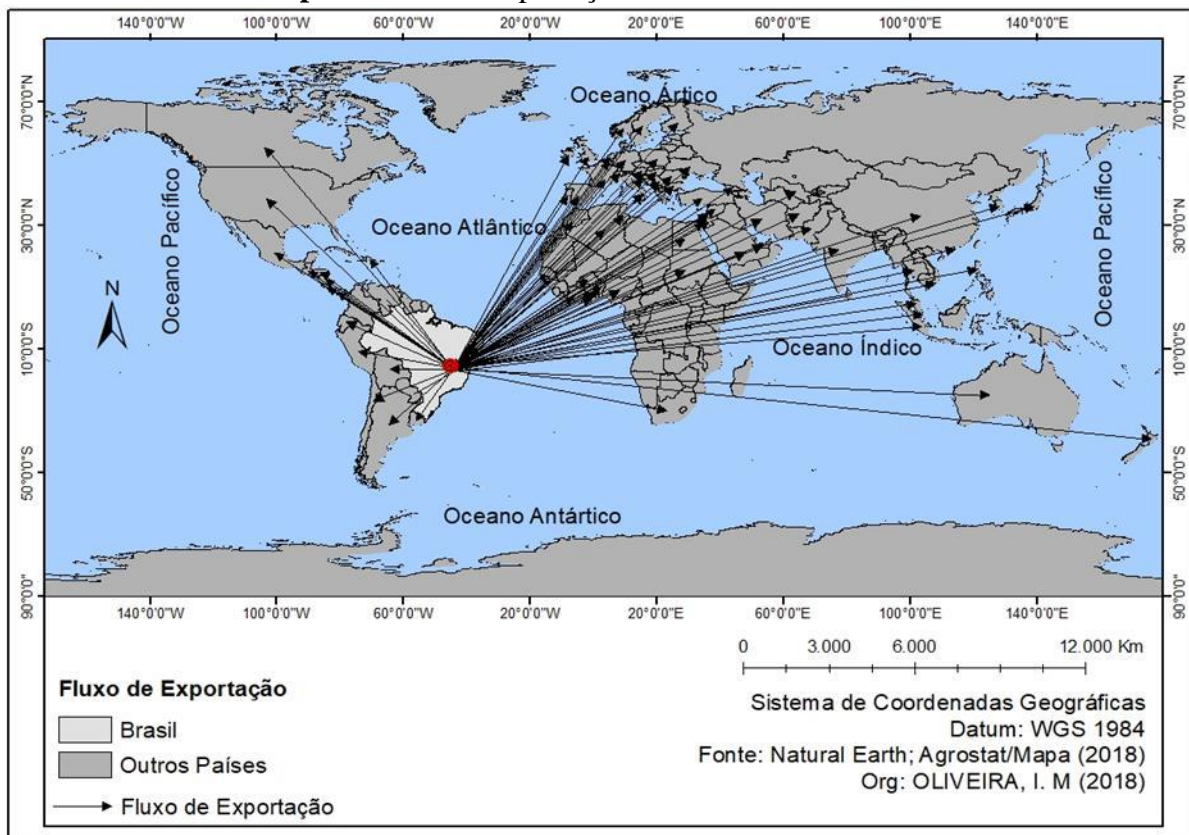 140°0'0"W 100°0'0"W 60°0'0"W 20°0'0"W 20°0'0"E 60°0'0"E 100°0'0"E 140°0'0"E
70°0'0"N
30°0'0"N
10°0'0"S
50°0'0"S
90°0'0"
Oceano Ártico
Oceano Pacífico
Oceano Atlântico
Oceano Pacífico
N
Oceano Índico
Oceano Antártico
70°0'0"N
30°0'0"N
10°0'0"S
50°0'0"S
90°0'0"
140°0'0"W 100°0'0"W 60°0'0"W 20°0'0"W 20°0'0"E 60°0'0"E 100°0'0"E 140°0'0"E
0 3.000 6.000 12.000 Km
Fluxo de Exportação
Brasil
Outros Países
Fluxo de Exportação
Sistema de Coordenadas Geográficas
Datum: WGS 1984
Fonte: Natural Earth; Agrostat/Mapa (2018)
Org: OLIVEIRA, I. M (2018)